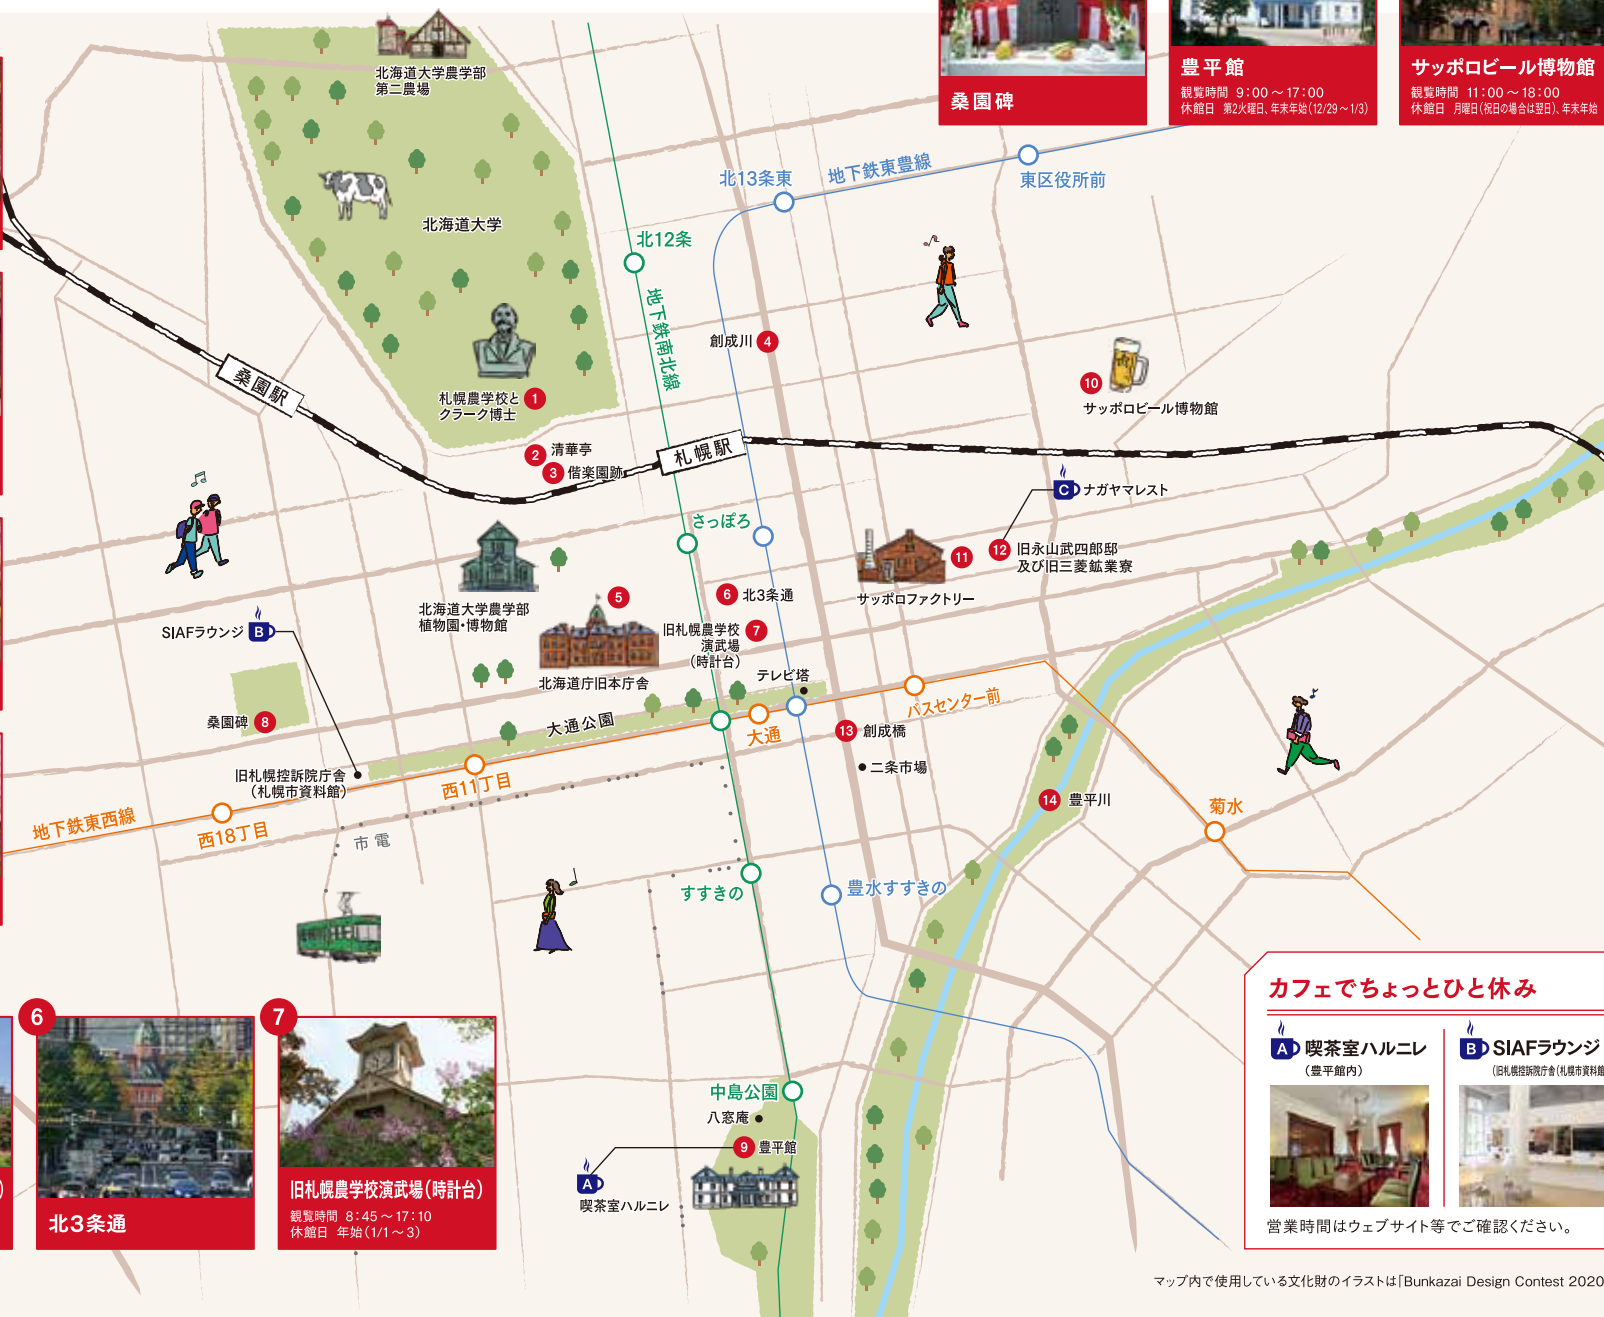 桑園碑
豊平館
観覧時間 9：00～17：00
休館日 第2火曜日、年末年始(12/29～1/3)
サッポロビール博物館
観覧時間 11：00～18：00
休館日 月曜日(祝日の場合は翌日)、年末年始
北海道大学農学部
第二農場
北13条東
地下鉄東豊線
東区役所前
北海道大学
北12条
地下鉄南北線
創成川 4
桑園駅
札幌農学校と
クラーク博士
1
10
サッポロビール博物館
2 清華亭
3 偕楽園跡
札幌駅
C ナガヤマレスト
さっぽろ
11
12 旧永山武四郎邸
及び旧三菱鉱業寮
サッポロファクトリー
北海道大学農学部
植物園・博物館
5
6 北3条通
SIAFラウンジ B
旧札幌農学校
演武場
(時計台)
7
北海道庁旧本庁舎
テレビ塔
桑園碑 8
大通公園
大通
バスセンター前
13 創成橋
二条市場
旧札幌控訴院庁舎
(札幌市資料館)
西11丁目
14 豊平川
菊水
地下鉄東西線
西18丁目
市電
すすきの
豊水すすきの
中島公園
八窓庵
9 豊平館
A
喫茶室ハルニレ
6
北3条通
7
旧札幌農学校演武場(時計台)
観覧時間 8：45～17：10
休館日 年始(1/1～3)
)
カフェでちょっとひと休み
A 喫茶室ハルニレ
(豊平館内)
B SIAFラウンジ
(旧札幌控訴院庁舎(札幌市資料館
営業時間はウェブサイト等でご確認ください。
マップ内で使用している文化財のイラストは「Bunkazai Design Contest 2020